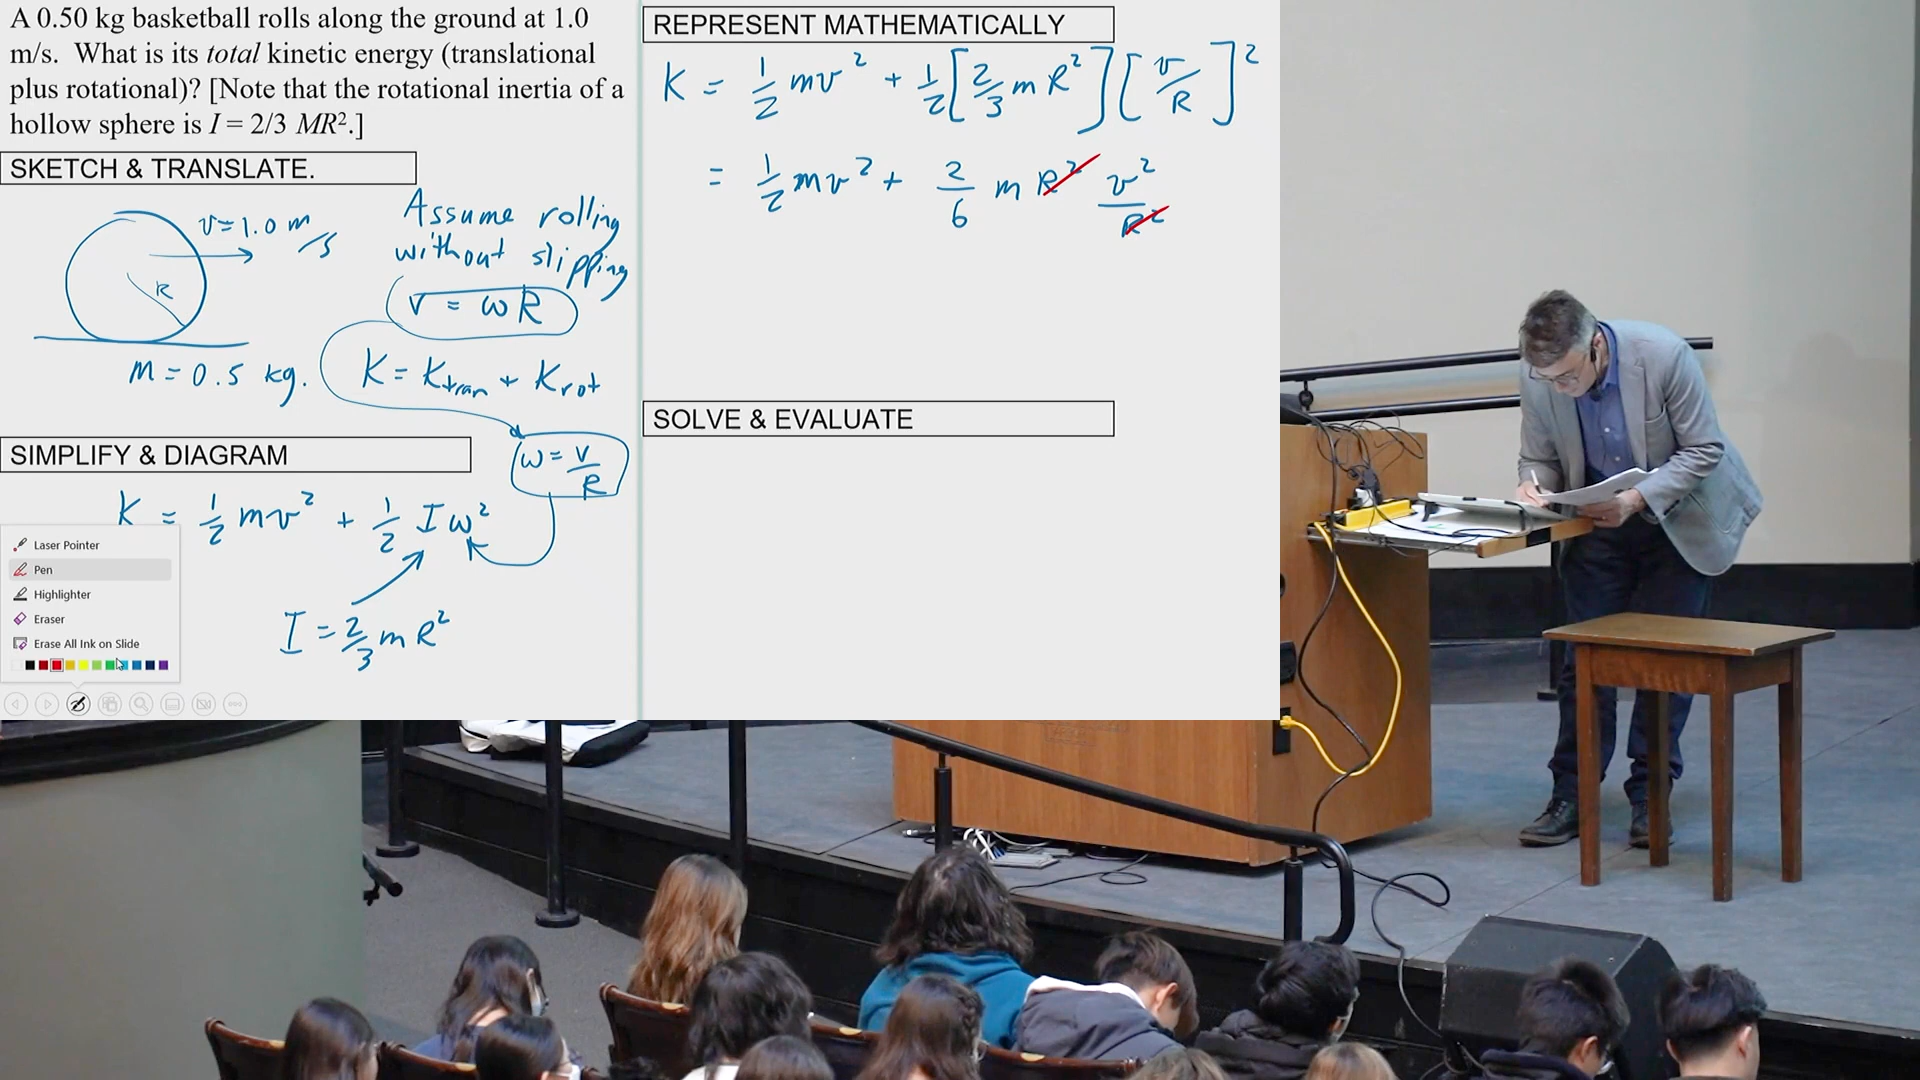 A 0.50 kg basketball rolls along the ground at 1.0
m/s. What is its total kinetic energy (translational
plus rotational)? [Note that the rotational inertia of a
hollow sphere is I = 2/3 MR².]
SKETCH & TRANSLATE.
v = 1.0 m/s
R
m = 0.5 kg.
Assume rolling
without slipping
v = ωR
K = Ktran + Krot
ω = v/R
SIMPLIFY & DIAGRAM
K = 1/2 mv² + 1/2 Iω²
I = 2/3 mR²
Laser Pointer
Pen
Highlighter
Eraser
Erase All Ink on Slide
REPRESENT MATHEMATICALLY
K = 1/2 mv² + 1/2 [2/3 mR²] [v/R]²
= 1/2 mv² + 2/6 m R² v²/R²
SOLVE & EVALUATE